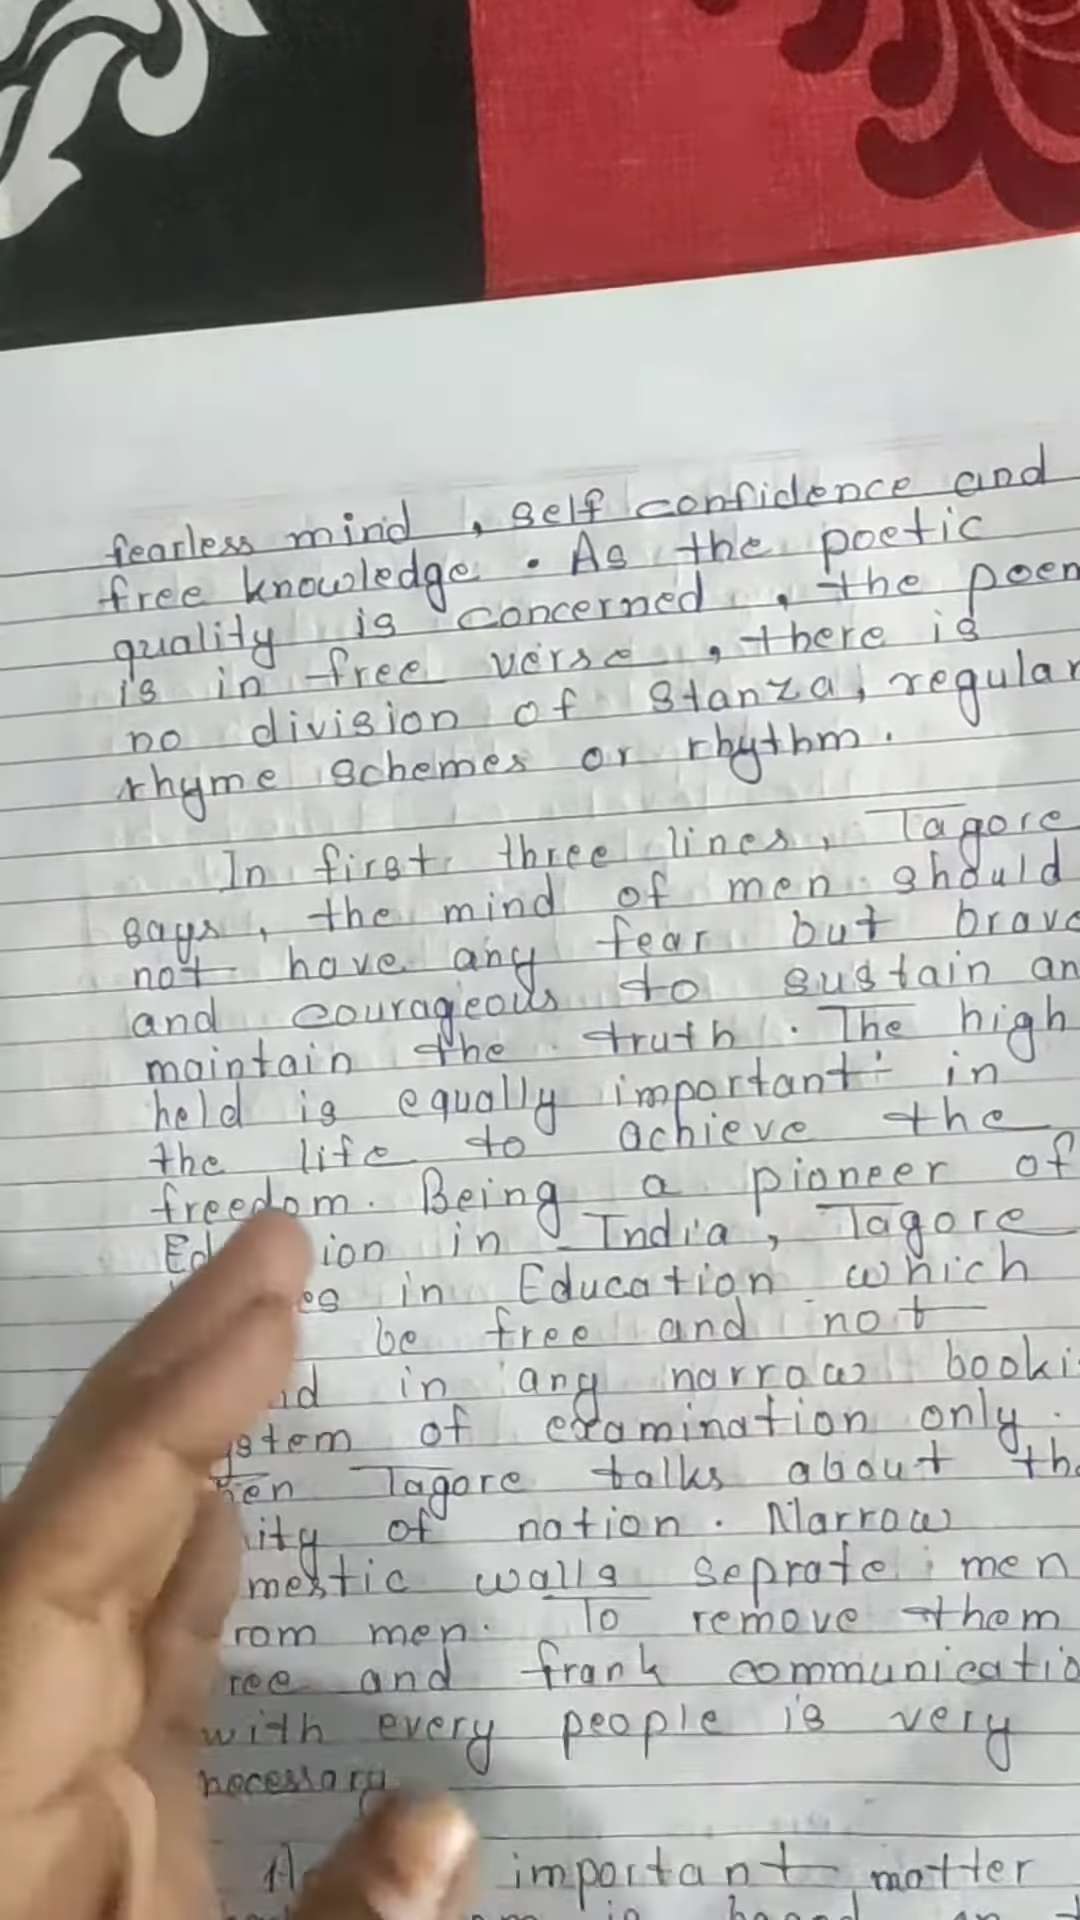 fearless mind , self confidence and
free knowledge . As the poetic
quality is concerned , the poem
is in free verse , there is
no division of stanza, regular
rhyme schemes or rhythm.
In first three lines, Tagore
says, the mind of men should
not have any fear but brave
and courageous to sustain an
maintain the truth . The high
held is equally important in
the life to achieve the
freedom. Being a pioneer of
ion in India, Tagore
es in Education which
be free and not
in any narrow booki
stem of examination only.
Tagore talks about the
ity of nation . Narrow
mestic walls seprate men
rom men. To remove them
ree and frank communicatio
with every people is very
necessary
important matter